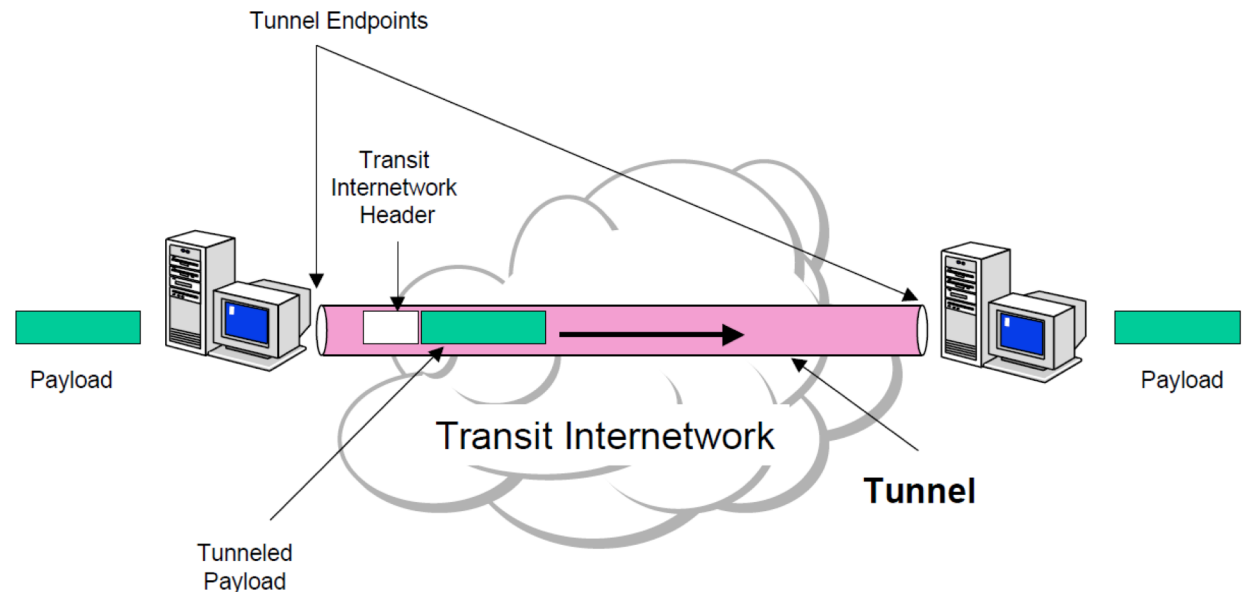 Tunnel Endpoints
Transit
Internetwork
Header
Payload
Payload
Transit Internetwork
Tunnel
Tunneled
Payload